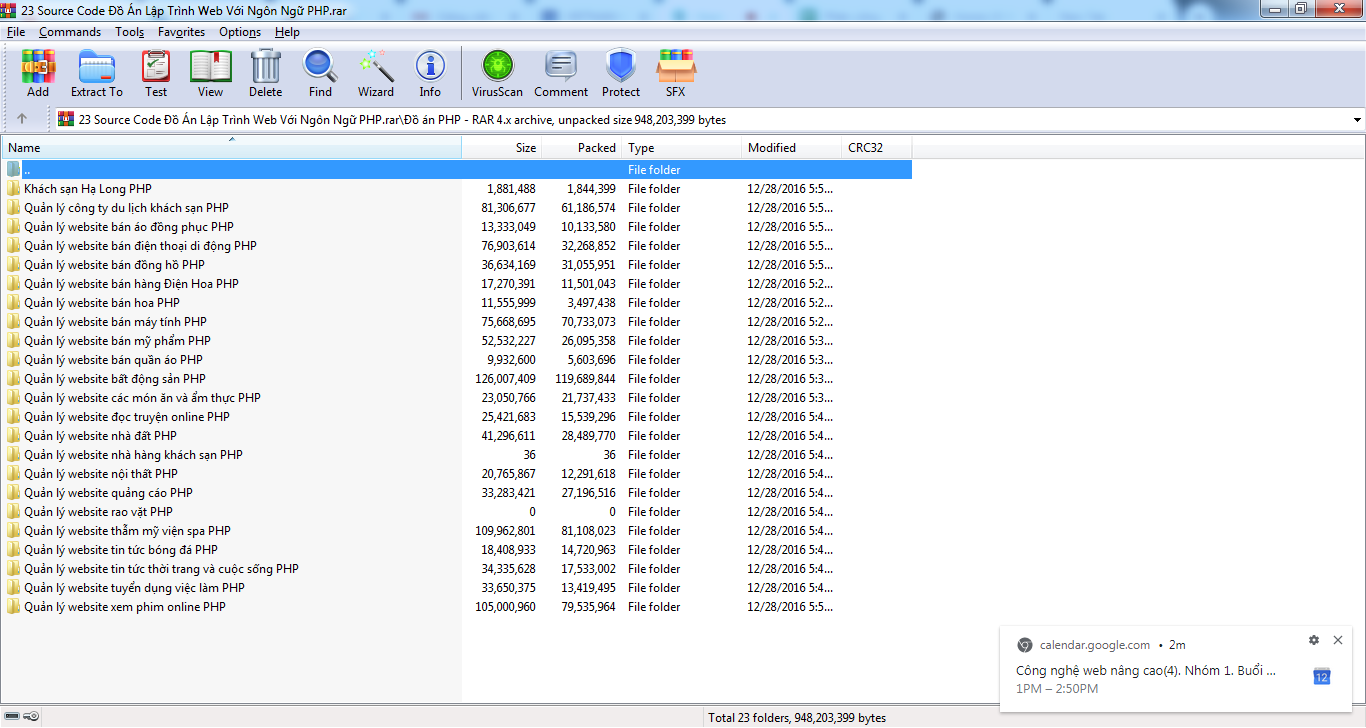 23 Source Code Đồ Án Lập Trình Web Với Ngôn Ngữ PHP.rar
File Commands Tools Favorites Options Help
Add Extract To Test View Delete Find Wizard Info VirusScan Comment Protect SFX
23 Source Code Đồ Án Lập Trình Web Với Ngôn Ngữ PHP.rar\Đồ án PHP - RAR 4.x archive, unpacked size 948,203,399 bytes
Name Size Packed Type Modified CRC32
.. File folder
Khách sạn Hạ Long PHP 1,881,488 1,844,399 File folder 12/28/2016 5:5...
Quản lý công ty du lịch khách sạn PHP 81,306,677 61,186,574 File folder 12/28/2016 5:5...
Quản lý website bán áo đồng phục PHP 13,333,049 10,133,580 File folder 12/28/2016 5:5...
Quản lý website bán điện thoại di động PHP 76,903,614 32,268,852 File folder 12/28/2016 5:5...
Quản lý website bán đồng hồ PHP 36,634,169 31,055,951 File folder 12/28/2016 5:5...
Quản lý website bán hàng Điện Hoa PHP 17,270,391 11,501,043 File folder 12/28/2016 5:2...
Quản lý website bán hoa PHP 11,555,999 3,497,438 File folder 12/28/2016 5:2...
Quản lý website bán máy tính PHP 75,668,695 70,733,073 File folder 12/28/2016 5:2...
Quản lý website bán mỹ phẩm PHP 52,532,227 26,095,358 File folder 12/28/2016 5:3...
Quản lý website bán quần áo PHP 9,932,600 5,603,696 File folder 12/28/2016 5:3...
Quản lý website bất động sản PHP 126,007,409 119,689,844 File folder 12/28/2016 5:3...
Quản lý website các món ăn và ẩm thực PHP 23,050,766 21,737,433 File folder 12/28/2016 5:3...
Quản lý website đọc truyện online PHP 25,421,683 15,539,296 File folder 12/28/2016 5:4...
Quản lý website nhà đất PHP 41,296,611 28,489,770 File folder 12/28/2016 5:4...
Quản lý website nhà hàng khách sạn PHP 36 36 File folder 12/28/2016 5:4...
Quản lý website nội thất PHP 20,765,867 12,291,618 File folder 12/28/2016 5:4...
Quản lý website quảng cáo PHP 33,283,421 27,196,516 File folder 12/28/2016 5:4...
Quản lý website rao vặt PHP 0 0 File folder 12/28/2016 5:4...
Quản lý website thẫm mỹ viện spa PHP 109,962,801 81,108,023 File folder 12/28/2016 5:4...
Quản lý website tin tức bóng đá PHP 18,408,933 14,720,963 File folder 12/28/2016 5:4...
Quản lý website tin tức thời trang và cuộc sống PHP 34,335,628 17,533,002 File folder 12/28/2016 5:4...
Quản lý website tuyển dụng việc làm PHP 33,650,375 13,419,495 File folder 12/28/2016 5:4...
Quản lý website xem phim online PHP 105,000,960 79,535,964 File folder 12/28/2016 5:5...
calendar.google.com • 2m
Công nghệ web nâng cao(4). Nhóm 1. Buổi ...
12
1PM – 2:50PM
Total 23 folders, 948,203,399 bytes